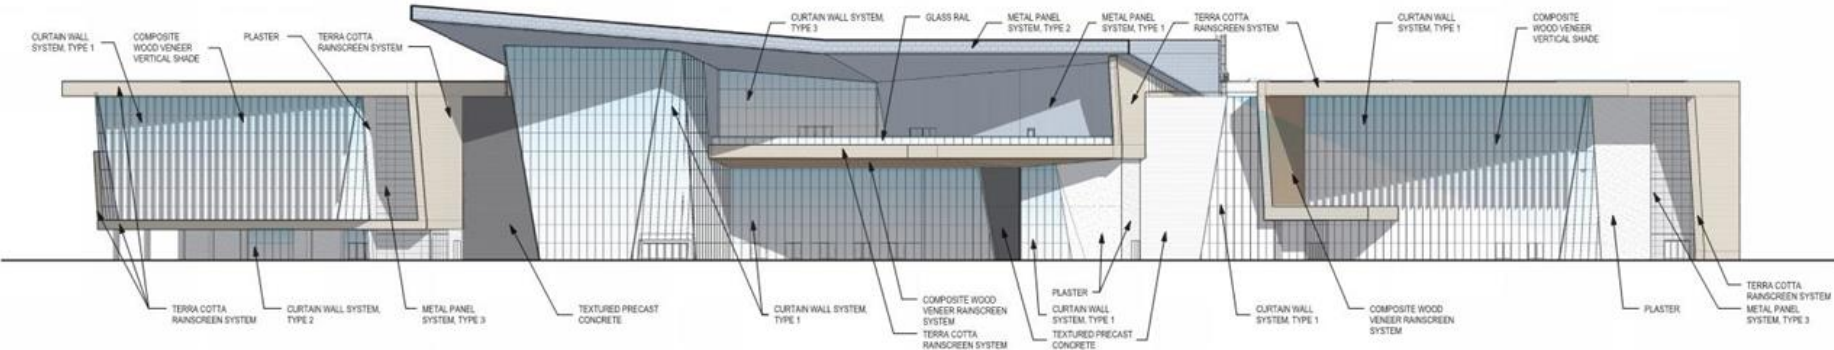 CURTAIN WALL
SYSTEM, TYPE 1
COMPOSITE
WOOD VENEER
VERTICAL SHADE
PLASTER
TERRA COTTA
RAINSCREEN SYSTEM
CURTAIN WALL SYSTEM,
TYPE 3
GLASS RAIL
METAL PANEL
SYSTEM, TYPE 2
METAL PANEL
SYSTEM, TYPE 1
TERRA COTTA
RAINSCREEN SYSTEM
CURTAIN WALL
SYSTEM, TYPE 1
COMPOSITE
WOOD VENEER
VERTICAL SHADE
TERRA COTTA
RAINSCREEN SYSTEM
CURTAIN WALL SYSTEM,
TYPE 2
METAL PANEL
SYSTEM, TYPE 3
TEXTURED PRECAST
CONCRETE
CURTAIN WALL SYSTEM,
TYPE 1
COMPOSITE WOOD
VENEER RAINSCREEN
SYSTEM
TERRA COTTA
RAINSCREEN SYSTEM
PLASTER
CURTAIN WALL
SYSTEM, TYPE 1
TEXTURED PRECAST
CONCRETE
CURTAIN WALL
SYSTEM, TYPE 1
COMPOSITE WOOD
VENEER RAINSCREEN
SYSTEM
PLASTER
TERRA COTTA
RAINSCREEN SYSTEM
METAL PANEL
SYSTEM, TYPE 3